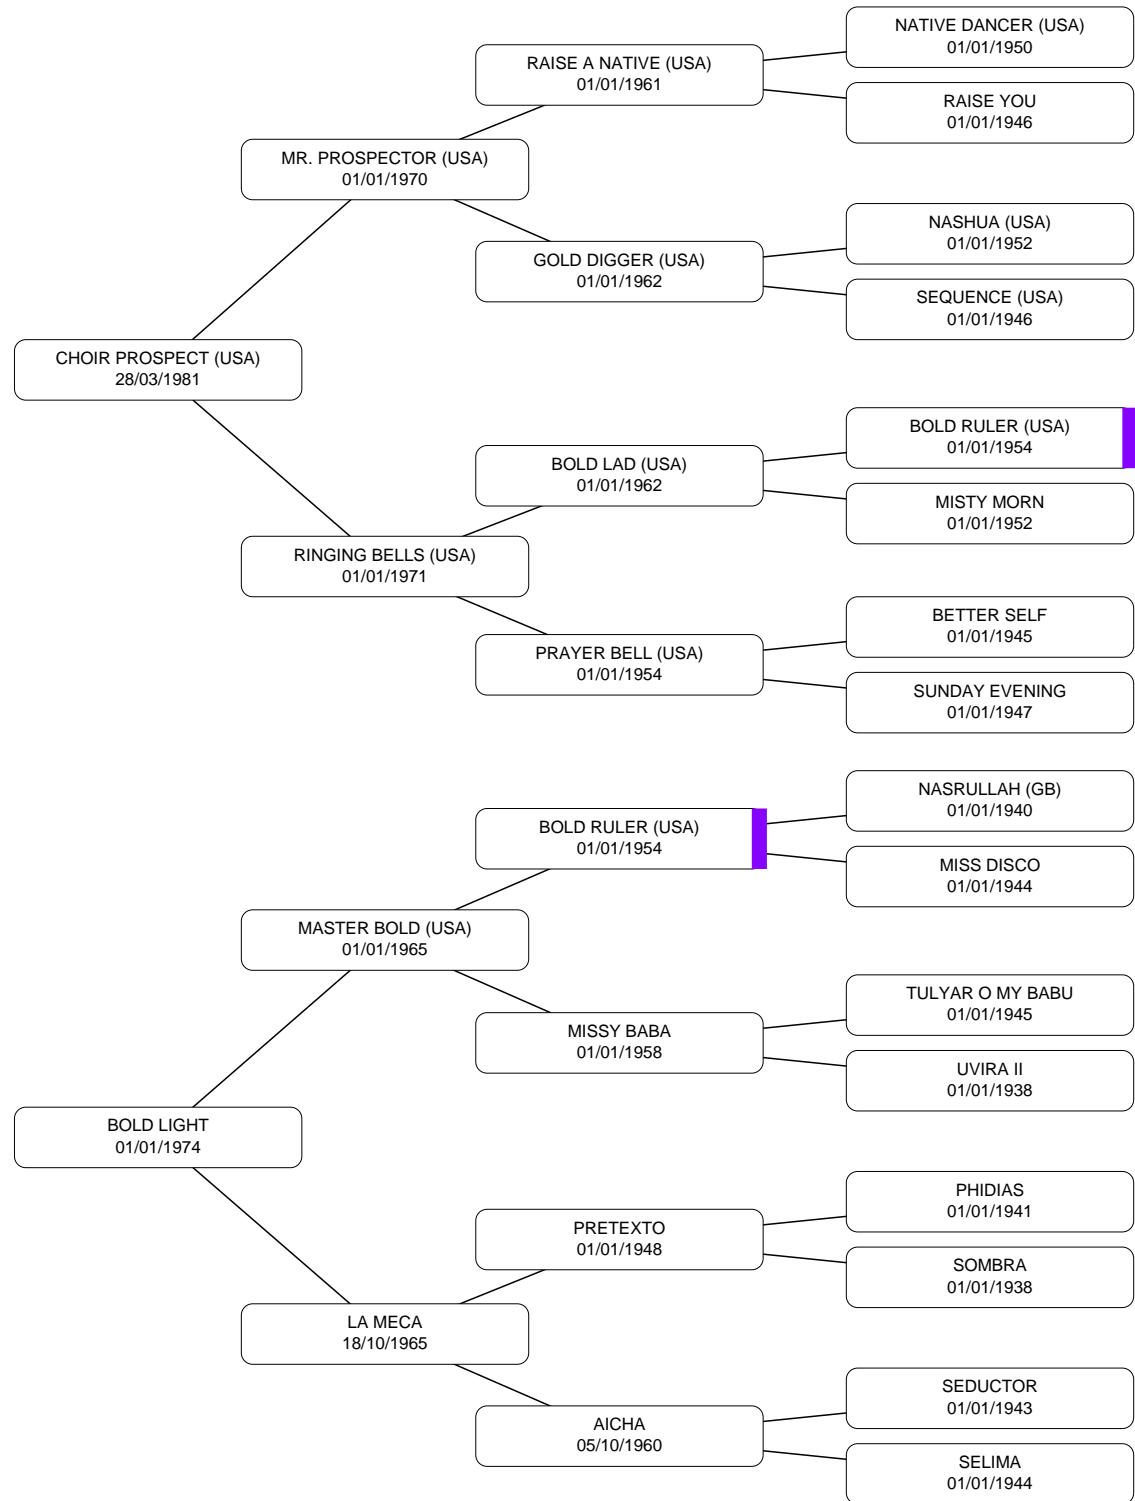 NATIVE DANCER (USA)
01/01/1950
RAISE A NATIVE (USA)
01/01/1961
RAISE YOU
01/01/1946
MR. PROSPECTOR (USA)
01/01/1970
NASHUA (USA)
01/01/1952
GOLD DIGGER (USA)
01/01/1962
SEQUENCE (USA)
01/01/1946
CHOIR PROSPECT (USA)
28/03/1981
BOLD RULER (USA)
01/01/1954
BOLD LAD (USA)
01/01/1962
MISTY MORN
01/01/1952
RINGING BELLS (USA)
01/01/1971
BETTER SELF
01/01/1945
PRAYER BELL (USA)
01/01/1954
SUNDAY EVENING
01/01/1947
NASRULLAH (GB)
01/01/1940
BOLD RULER (USA)
01/01/1954
MISS DISCO
01/01/1944
MASTER BOLD (USA)
01/01/1965
TULYAR O MY BABU
01/01/1945
MISSY BABA
01/01/1958
UVIRA II
01/01/1938
BOLD LIGHT
01/01/1974
PHIDIAS
01/01/1941
PRETEXTO
01/01/1948
SOMBRA
01/01/1938
LA MECA
18/10/1965
SEDUCTOR
01/01/1943
AICHA
05/10/1960
SELIMA
01/01/1944